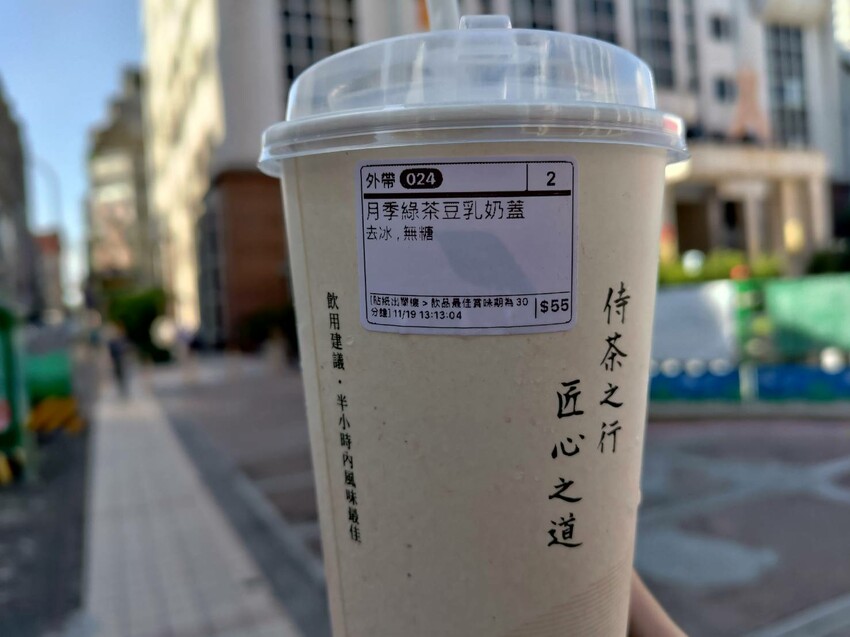 外帶 024 2
月季綠茶豆乳奶蓋
去冰 , 無糖
[貼紙出單機 > 飲品最佳賞味期為 30
分鐘] 11/19 13:13:04
$55
飲用建議・半小時內風味最佳
侍茶之行
匠心之道